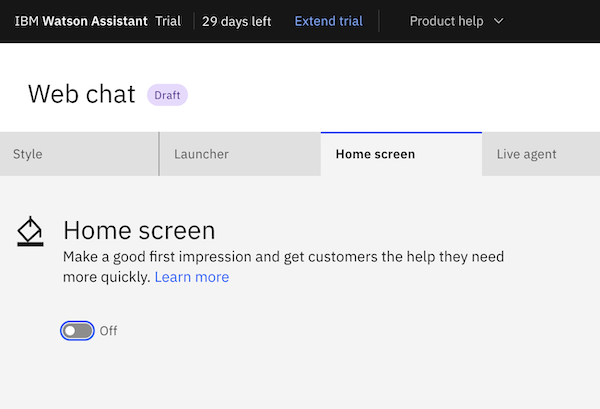 IBM Watson Assistant Trial 29 days left Extend trial Product help
Web chat Draft
Style Launcher Home screen Live agent
Home screen
Make a good first impression and get customers the help they need
more quickly. Learn more
Off